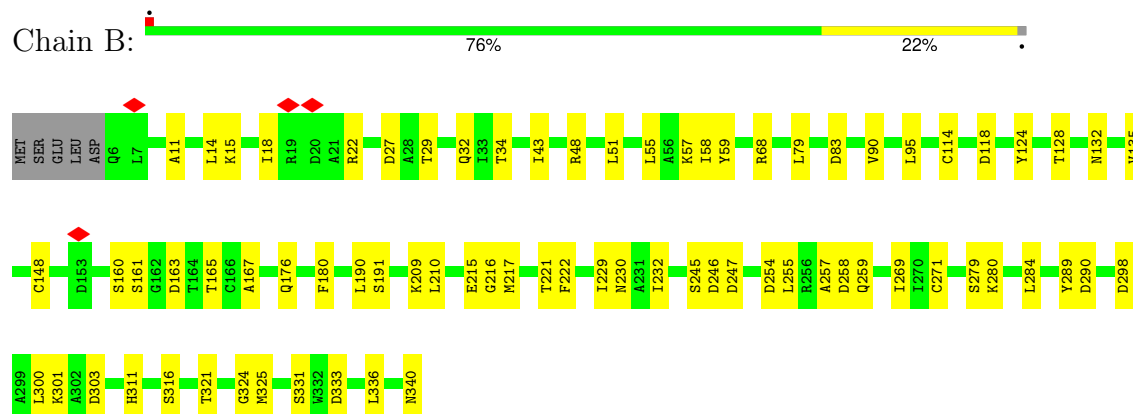 Chain B:
76% 22%
MET SER GLU LEU ASP Q6 L7 A11 L14 K15 I18 R19 D20 A21 R22 D27 A28 T29 Q32 I33 T34 I43 R48 L51 L55 A56 K57 I58 Y59 R68 L79 D83 V90 L95 C114 D118 Y124 T128 N132
C148 D153 S160 S161 G162 D163 T164 T165 C166 A167 Q176 F180 L190 S191 K209 L210 E215 G216 M217 T221 F222 I229 N230 A231 I232 S245 D246 D247 D254 L255 R256 A257 D258 Q259 I269 I270 C271 S279 K280 L284 Y289 D290 D298
A299 L300 K301 A302 D303 H311 S316 T321 G324 M325 S331 W332 D333 L336 N340